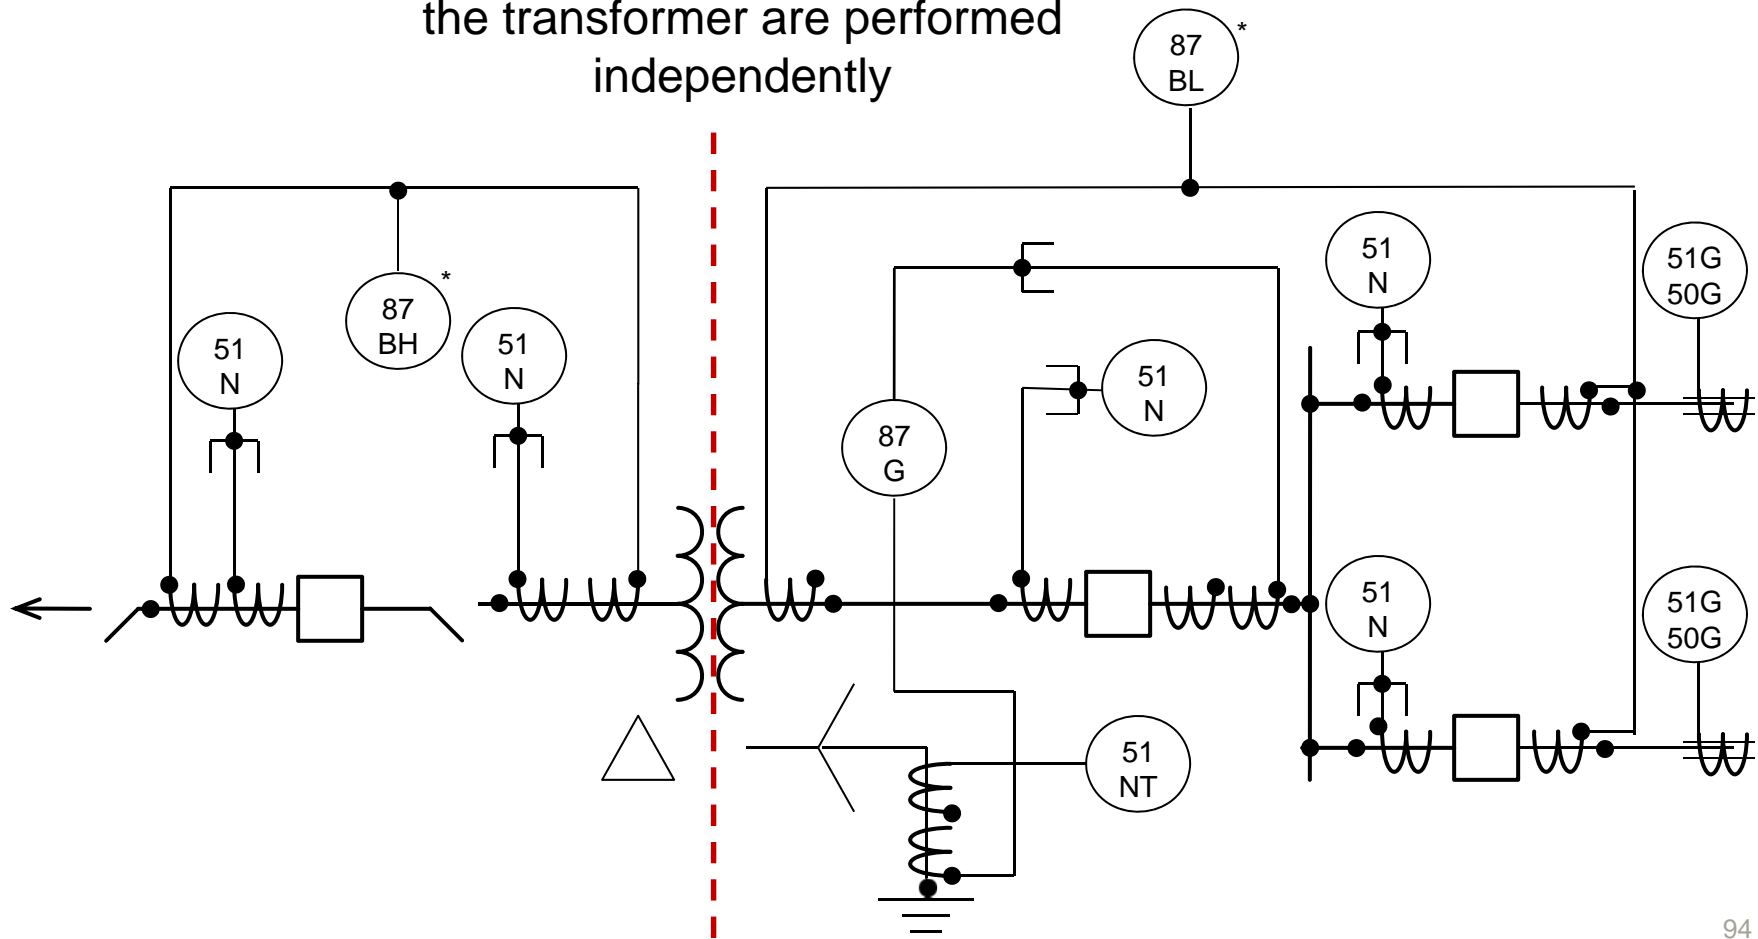 the transformer are performed
independently
87
BL
*
87
BH
*
51
N
51
N
87
G
51
N
51
N
51G
50G
51
N
51G
50G
51
NT
94